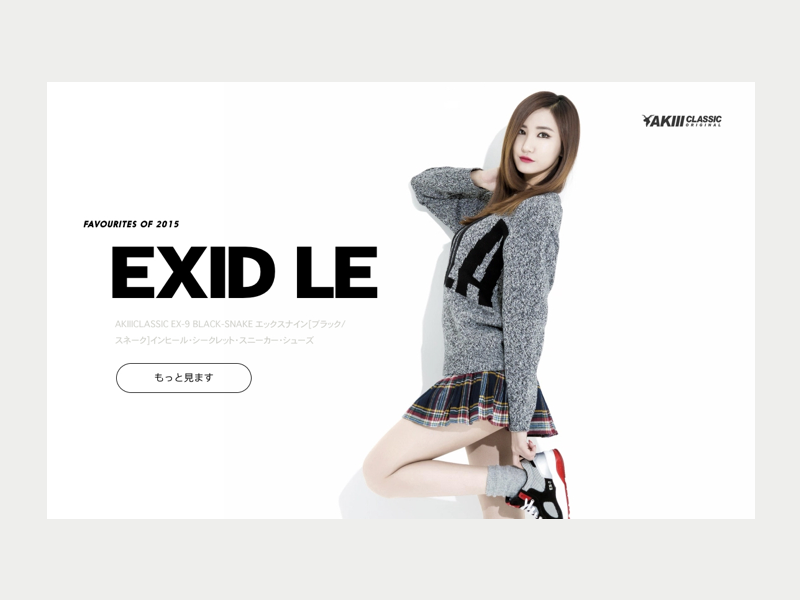 AKIII CLASSIC
ORIGINAL
FAVOURITES OF 2015
EXID LE
AKIIICLASSIC EX-9 BLACK-SNAKE エックスナイン[ブラック/
スネーク]インヒール・シークレット・スニーカー・シューズ
もっと見ます
LA